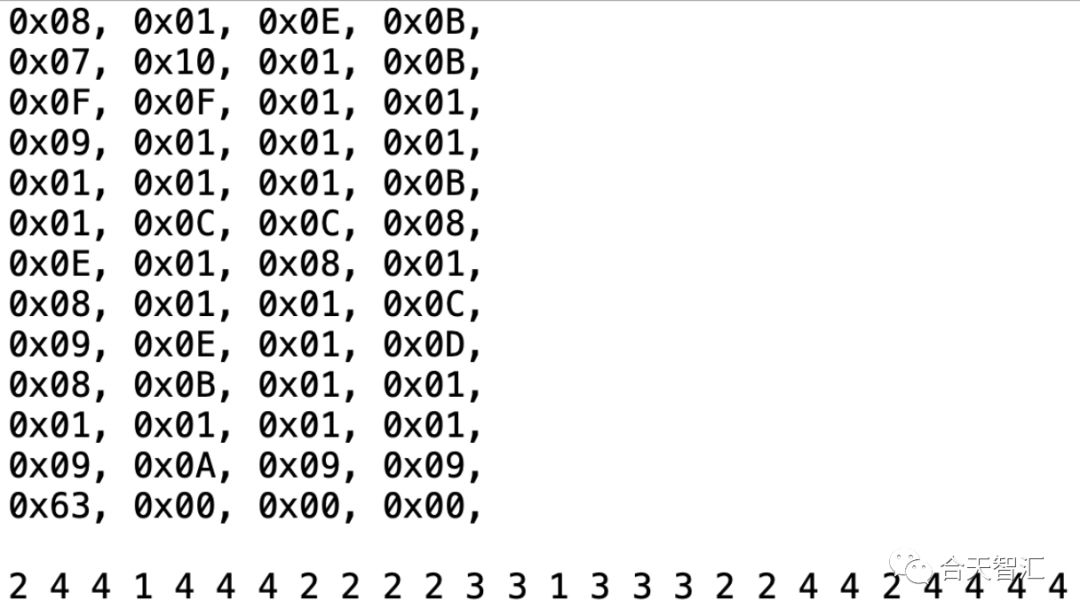 0x08, 0x01, 0x0E, 0x0B,
0x07, 0x10, 0x01, 0x0B,
0x0F, 0x0F, 0x01, 0x01,
0x09, 0x01, 0x01, 0x01,
0x01, 0x01, 0x01, 0x0B,
0x01, 0x0C, 0x0C, 0x08,
0x0E, 0x01, 0x08, 0x01,
0x08, 0x01, 0x01, 0x0C,
0x09, 0x0E, 0x01, 0x0D,
0x08, 0x0B, 0x01, 0x01,
0x01, 0x01, 0x01, 0x01,
0x09, 0x0A, 0x09, 0x09,
0x63, 0x00, 0x00, 0x00,
2 4 4 1 4 4 4 2 2 2 2 3 3 1 3 3 3 2 2 4 4 2 4 4 4 4
合天智汇